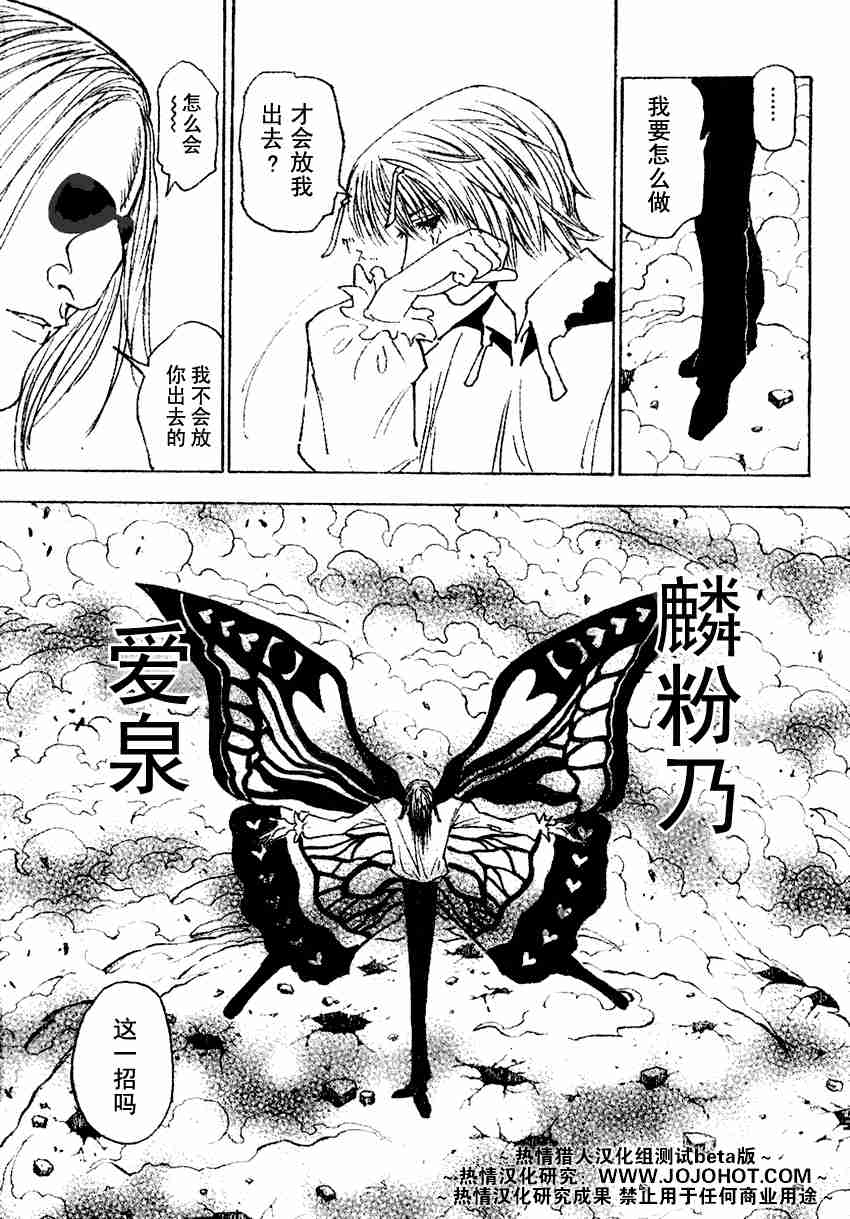 ……
我要怎么做
才会放我
出去？
怎么会
～～
我不会放
你出去的
麟粉乃
爱泉
这一招吗
～热情猎人汉化组测试beta版～
～热情汉化研究：WWW.JOJOHOT.COM～
～热情汉化研究成果 禁止用于任何商业用途～